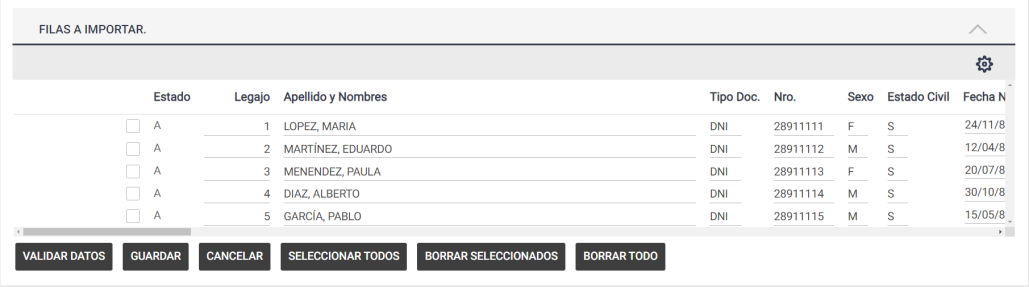 FILAS A IMPORTAR.
Estado Legajo Apellido y Nombres Tipo Doc. Nro. Sexo Estado Civil Fecha N
A 1 LOPEZ, MARIA DNI 28911111 F S 24/11/8
A 2 MARTÍNEZ, EDUARDO DNI 28911112 M S 12/04/8
A 3 MENENDEZ, PAULA DNI 28911113 F S 20/07/8
A 4 DIAZ, ALBERTO DNI 28911114 M S 30/10/8
A 5 GARCÍA, PABLO DNI 28911115 M S 15/05/8
VALIDAR DATOS GUARDAR CANCELAR SELECCIONAR TODOS BORRAR SELECCIONADOS BORRAR TODO